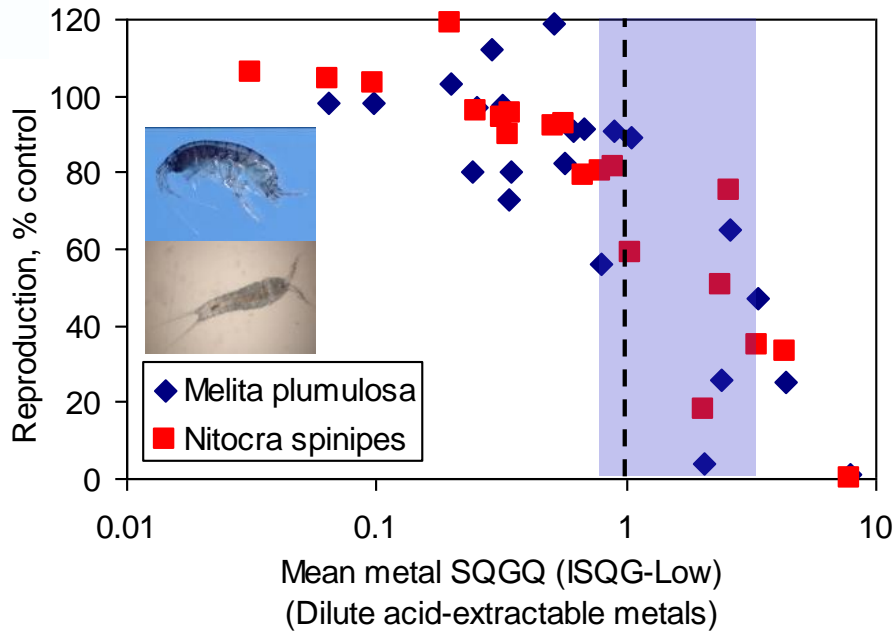 Reproduction, % control
120
100
80
60
40
20
0
Melita plumulosa
Nitocra spinipes
0.01 0.1 1 10
Mean metal SQGQ (ISQG-Low)
(Dilute acid-extractable metals)